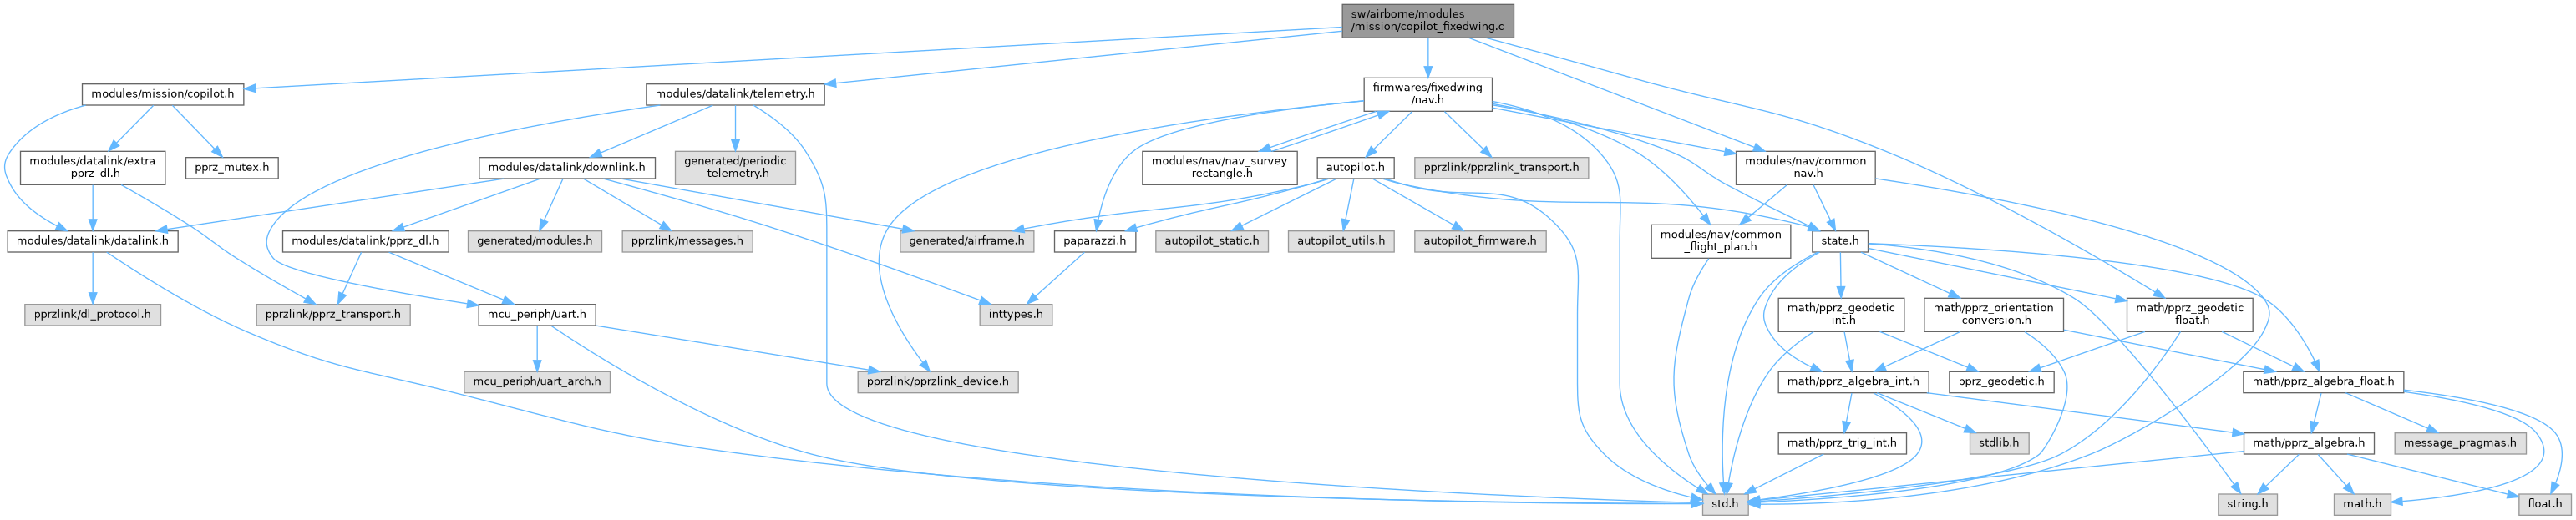 sw/airborne/modules
/mission/copilot_fixedwing.c
modules/mission/copilot.h
modules/datalink/telemetry.h
firmwares/fixedwing
/nav.h
modules/datalink/extra
_pprz_dl.h
pprz_mutex.h
modules/datalink/downlink.h
generated/periodic
_telemetry.h
modules/nav/nav_survey
_rectangle.h
autopilot.h
pprzlink/pprzlink_transport.h
modules/nav/common
_nav.h
modules/datalink/datalink.h
modules/datalink/pprz_dl.h
generated/modules.h
pprzlink/messages.h
generated/airframe.h
paparazzi.h
autopilot_static.h
autopilot_utils.h
autopilot_firmware.h
modules/nav/common
_flight_plan.h
state.h
pprzlink/dl_protocol.h
pprzlink/pprz_transport.h
mcu_periph/uart.h
inttypes.h
math/pprz_geodetic
_int.h
math/pprz_orientation
_conversion.h
math/pprz_geodetic
_float.h
mcu_periph/uart_arch.h
pprzlink/pprzlink_device.h
math/pprz_algebra_int.h
pprz_geodetic.h
math/pprz_algebra_float.h
math/pprz_trig_int.h
stdlib.h
math/pprz_algebra.h
message_pragmas.h
std.h
string.h
math.h
float.h